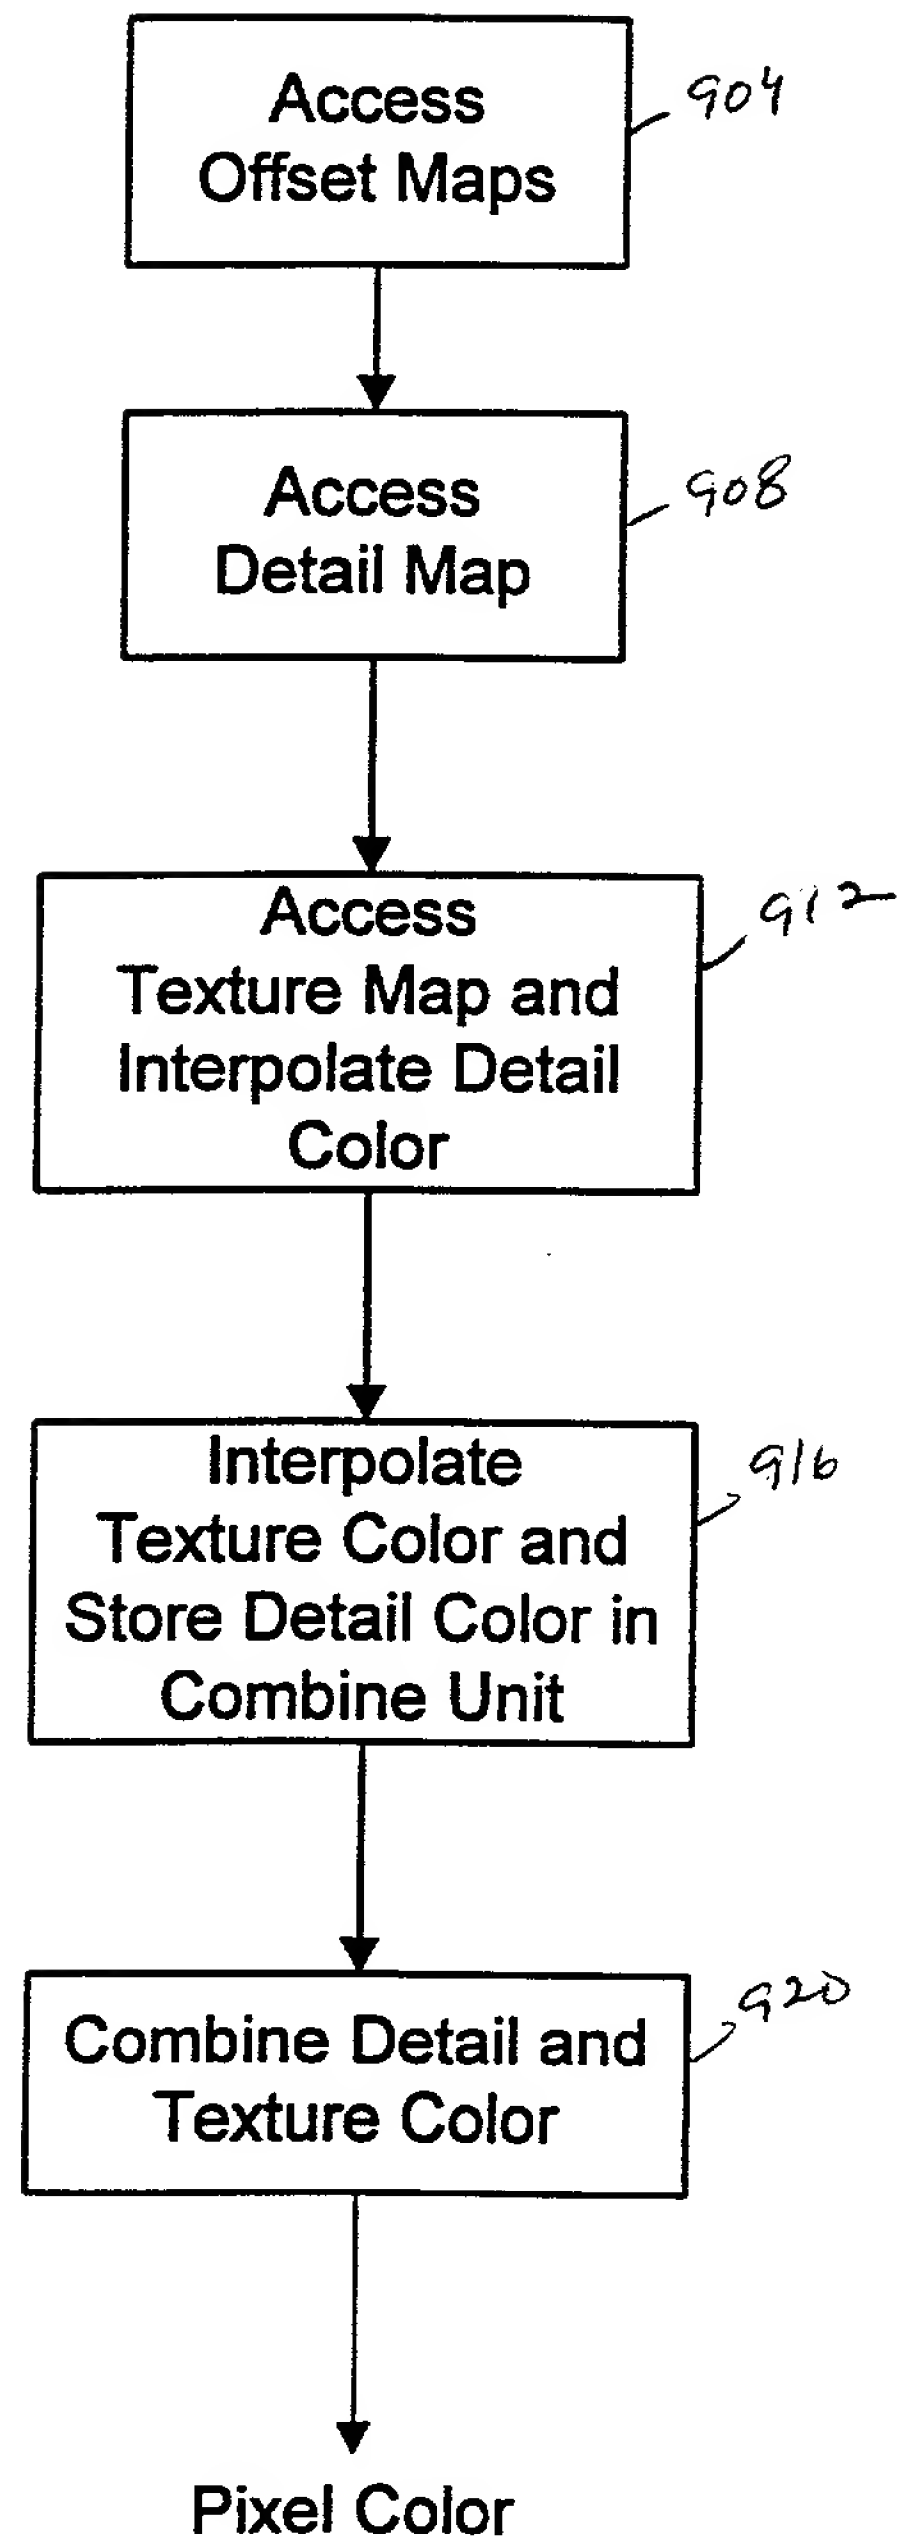 Access
Offset Maps
904
Access
Detail Map
908
Access
Texture Map and
Interpolate Detail
Color
912
Interpolate
Texture Color and
Store Detail Color in
Combine Unit
916
Combine Detail and
Texture Color
920
Pixel Color